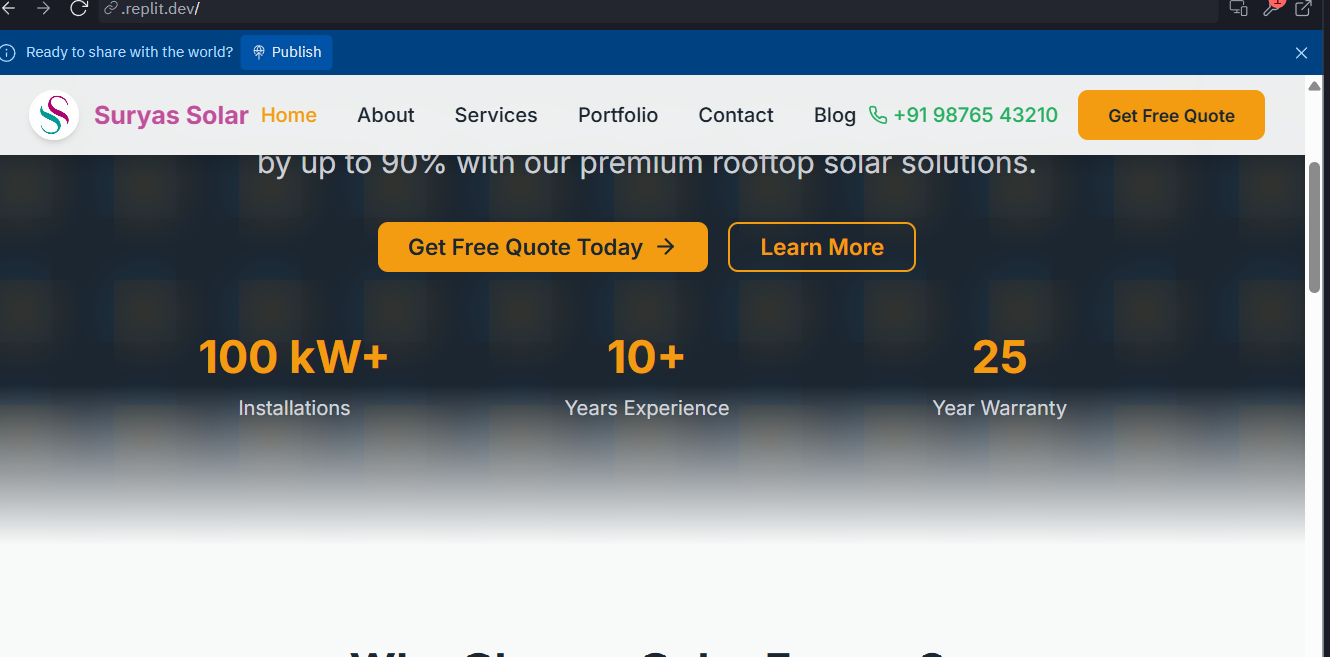 .replit.dev/
1
Ready to share with the world? Publish
Suryas Solar Home About Services Portfolio Contact Blog +91 98765 43210 Get Free Quote
by up to 90% with our premium rooftop solar solutions.
Get Free Quote Today → Learn More
100 kW+ 10+ 25
Installations Years Experience Year Warranty